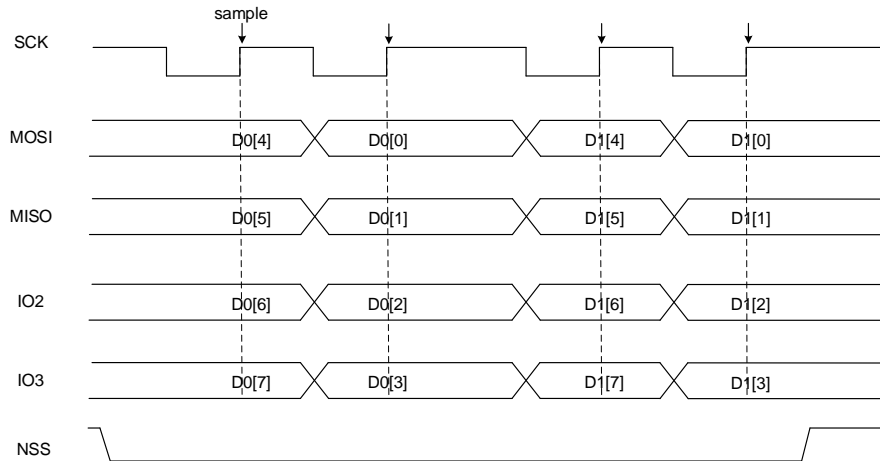 sample
SCK
MOSI D0[4] D0[0] D1[4] D1[0]
MISO D0[5] D0[1] D1[5] D1[1]
IO2 D0[6] D0[2] D1[6] D1[2]
IO3 D0[7] D0[3] D1[7] D1[3]
NSS